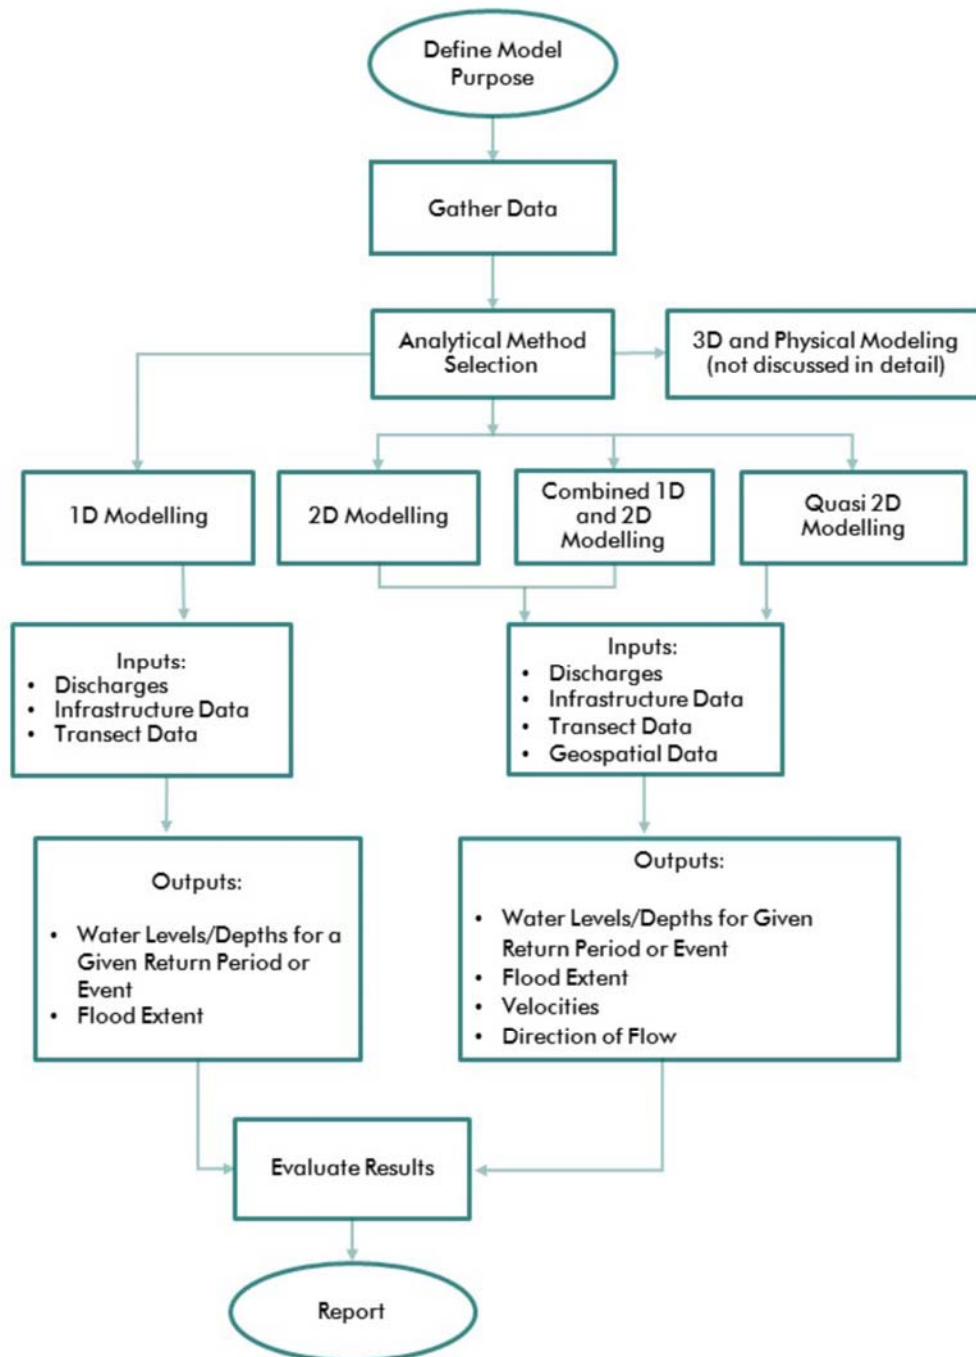 Define Model
Purpose
Gather Data
Analytical Method
Selection
3D and Physical Modeling
(not discussed in detail)
1D Modelling
2D Modelling
Combined 1D
and 2D
Modelling
Quasi 2D
Modelling
Inputs:
• Discharges
• Infrastructure Data
• Transect Data
Inputs:
• Discharges
• Infrastructure Data
• Transect Data
• Geospatial Data
Outputs:
• Water Levels/Depths for a
Given Return Period or
Event
• Flood Extent
Outputs:
• Water Levels/Depths for Given
Return Period or Event
• Flood Extent
• Velocities
• Direction of Flow
Evaluate Results
Report